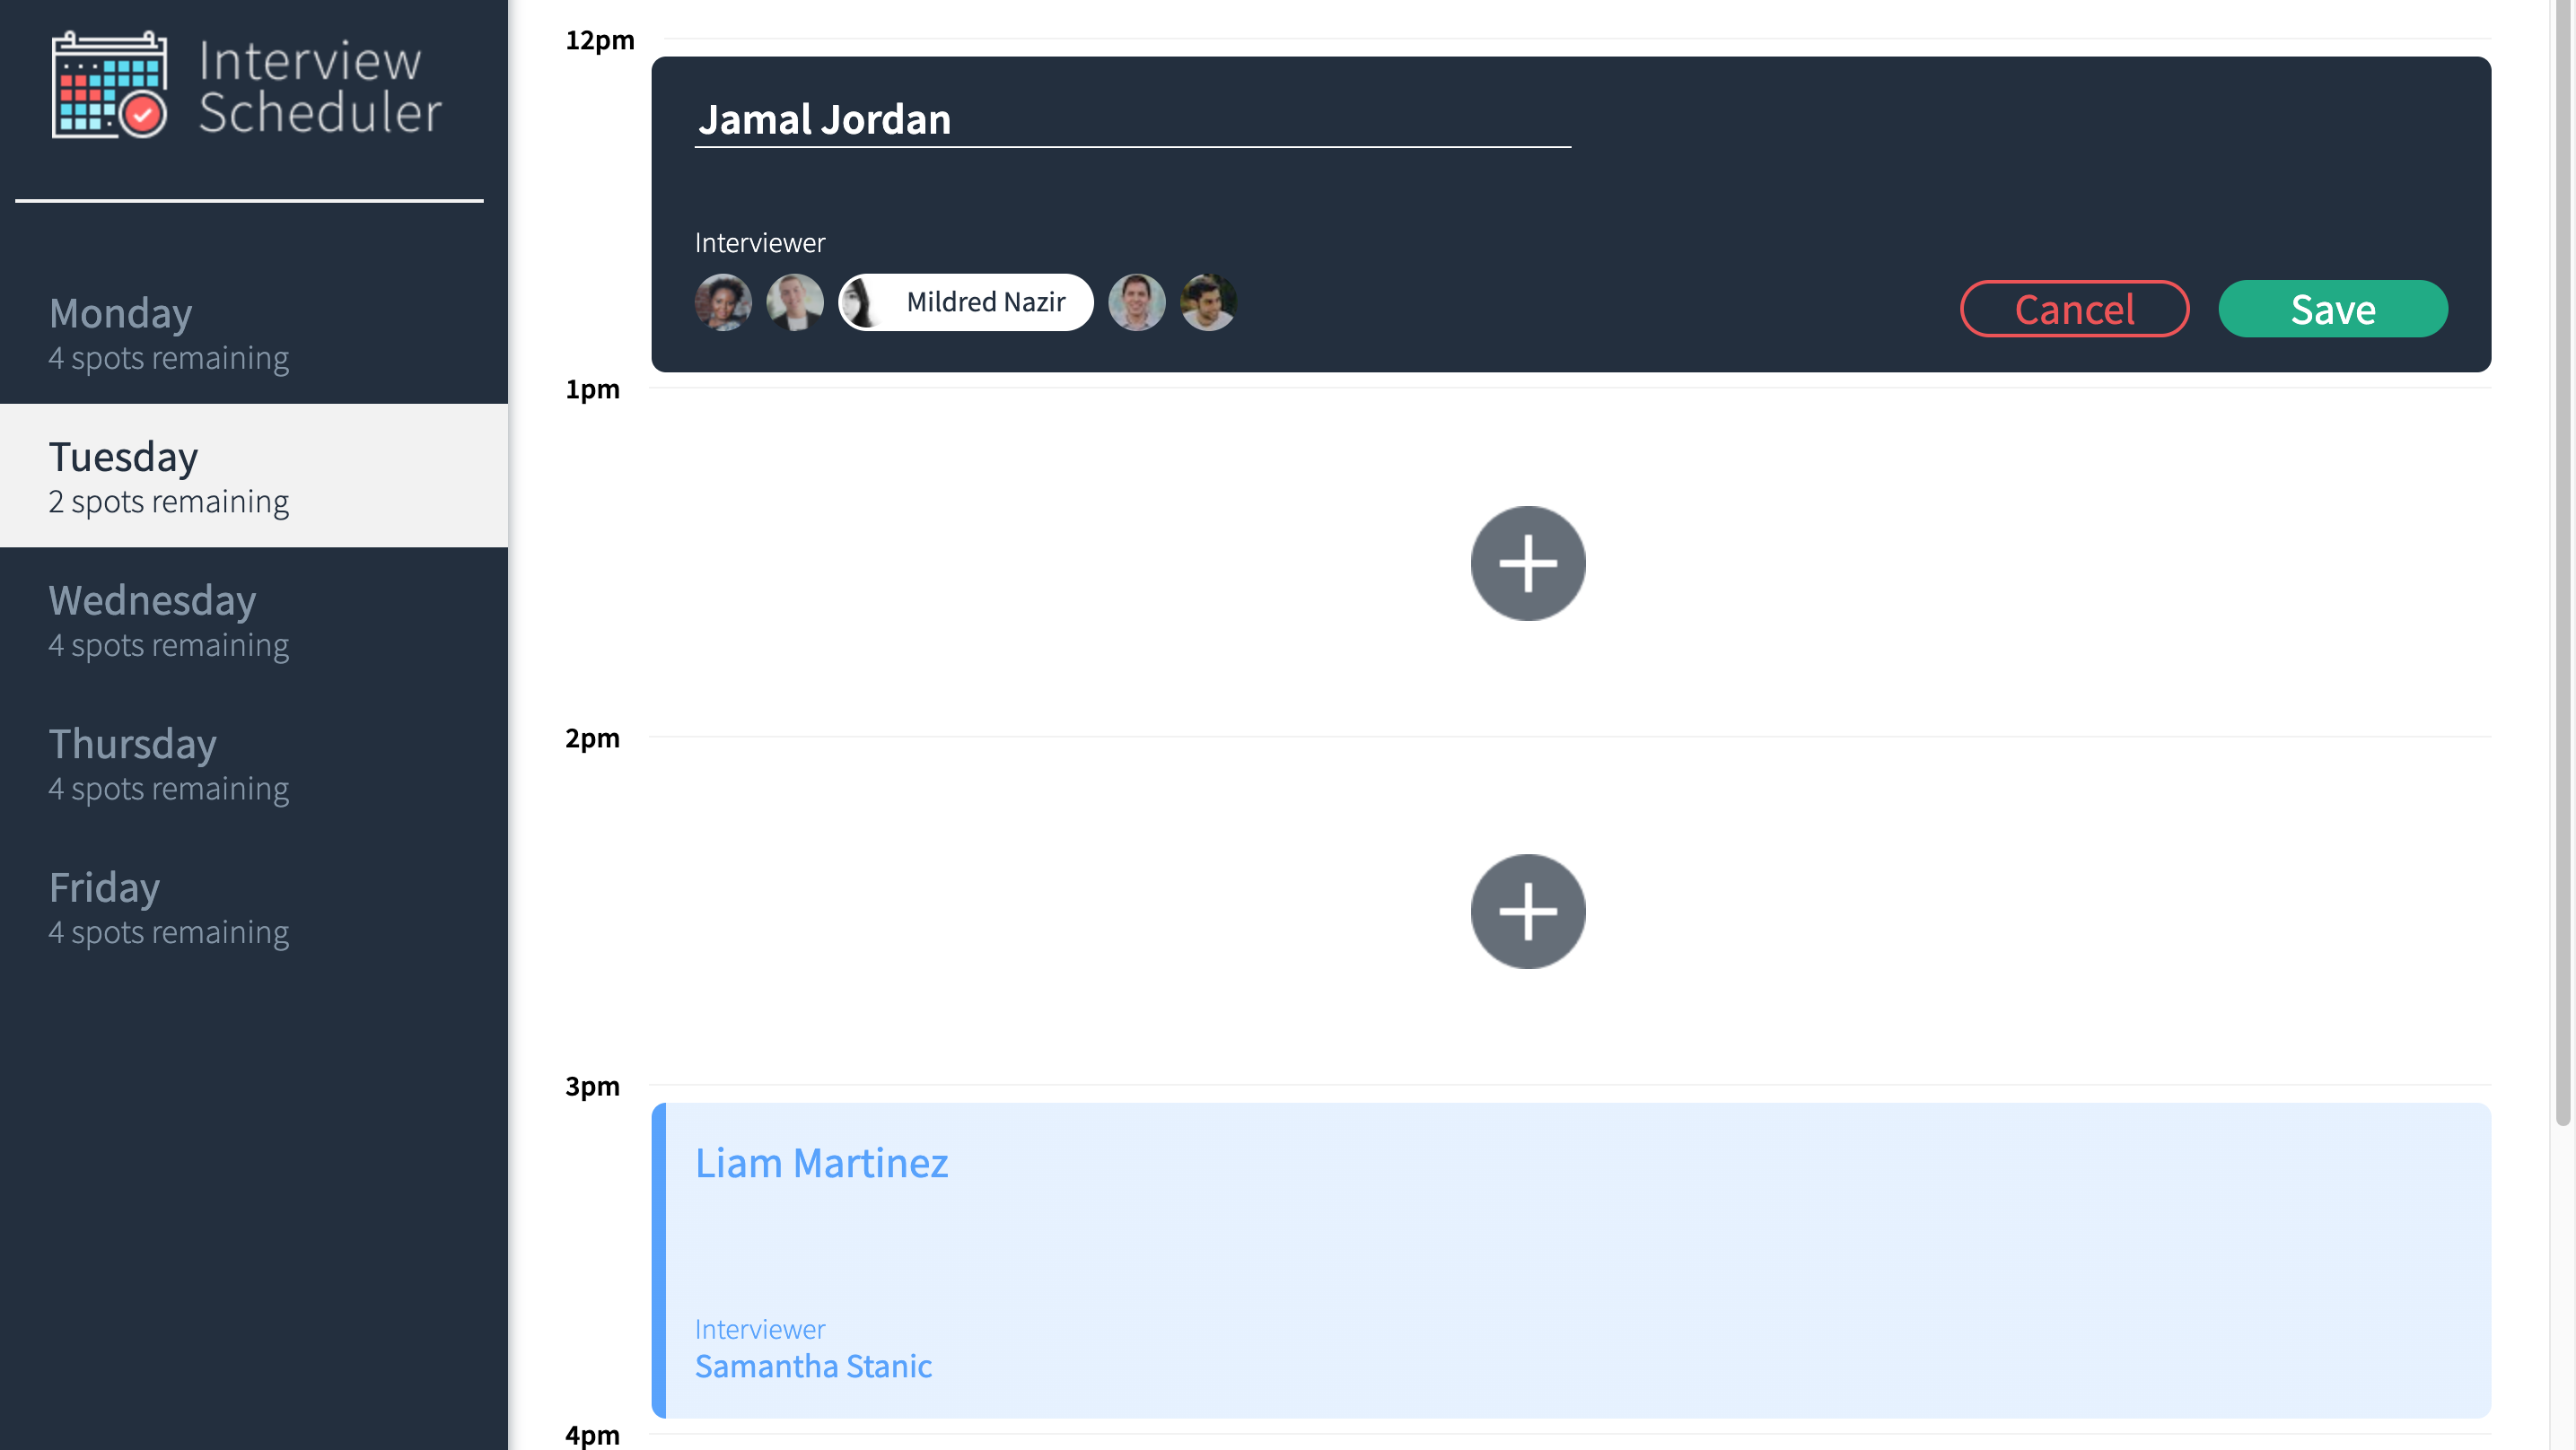 Interview
Scheduler
Monday
4 spots remaining
Tuesday
2 spots remaining
Wednesday
4 spots remaining
Thursday
4 spots remaining
Friday
4 spots remaining
12pm
Jamal Jordan
Interviewer
Mildred Nazir
Cancel
Save
1pm
2pm
3pm
Liam Martinez
Interviewer
Samantha Stanic
4pm